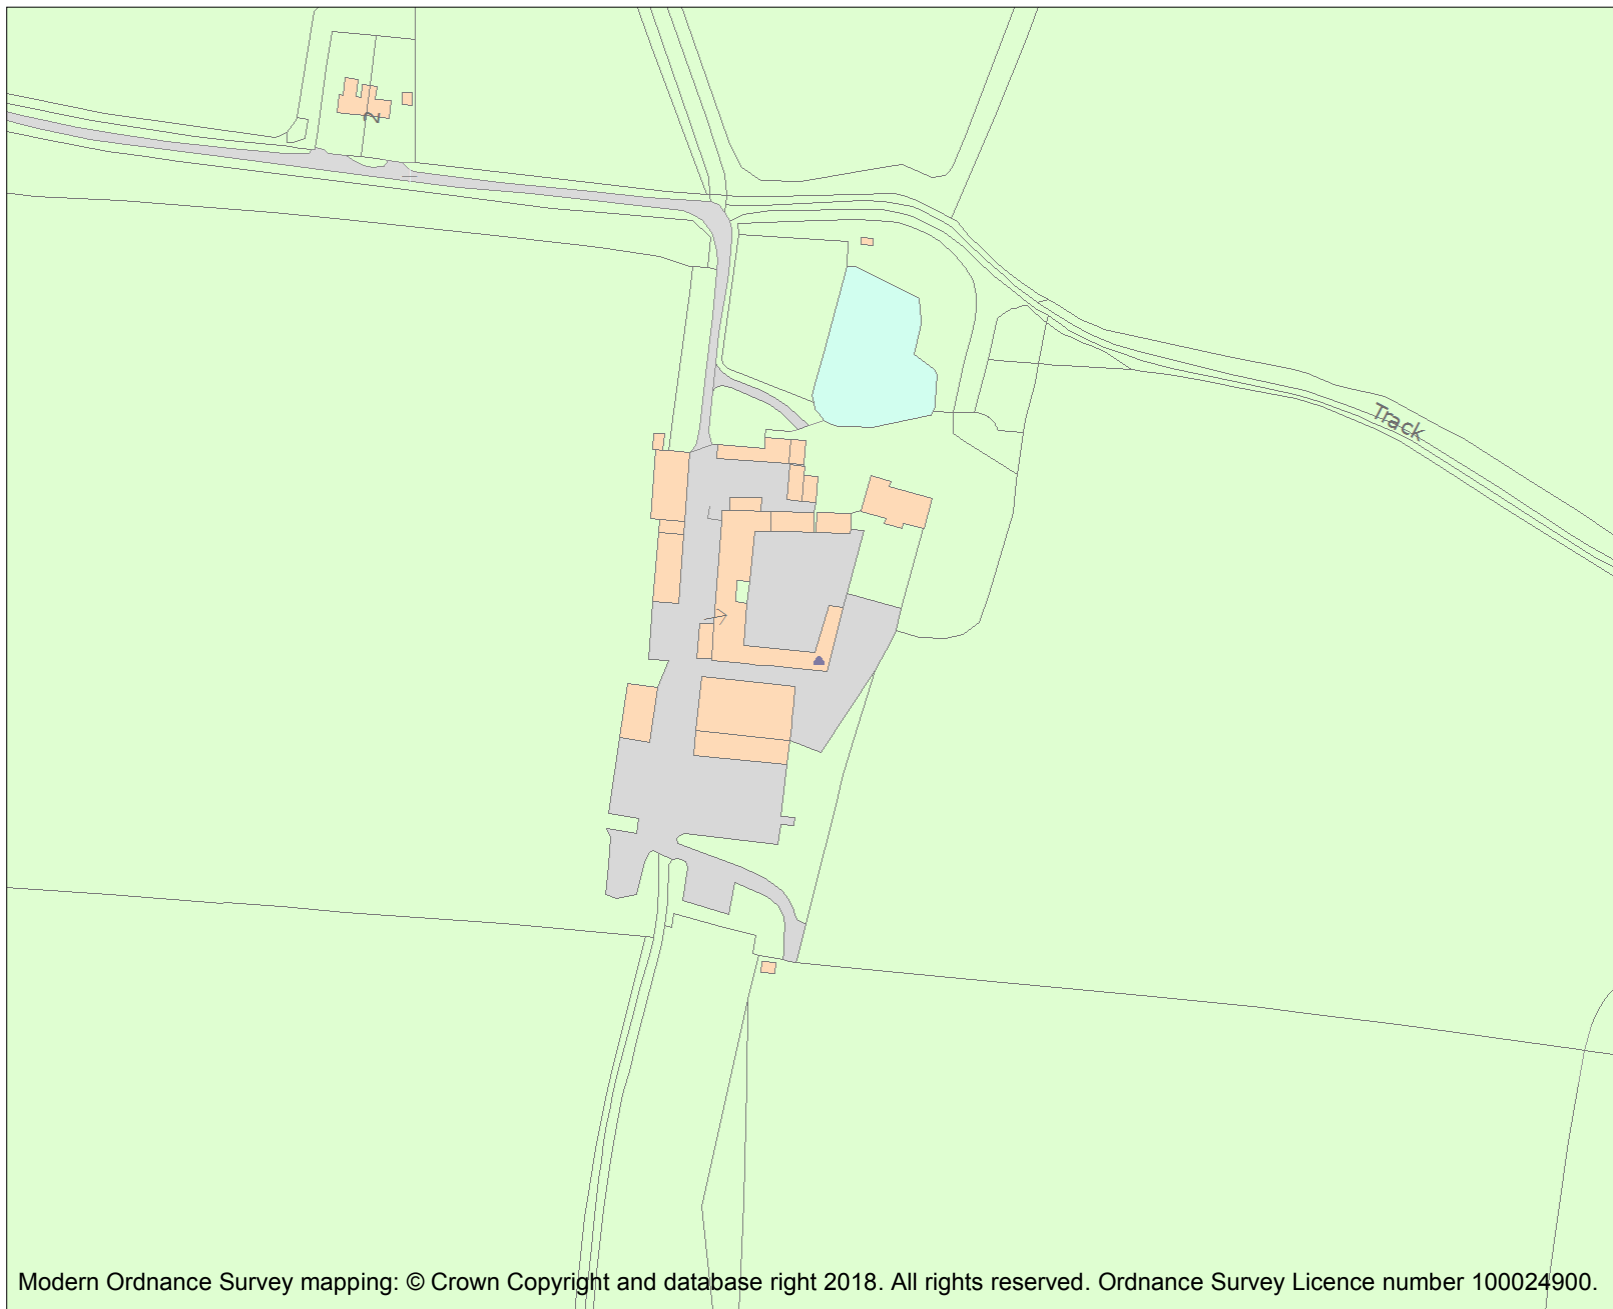 2
Track
Modern Ordnance Survey mapping: © Crown Copyright and database right 2018. All rights reserved. Ordnance Survey Licence number 100024900.